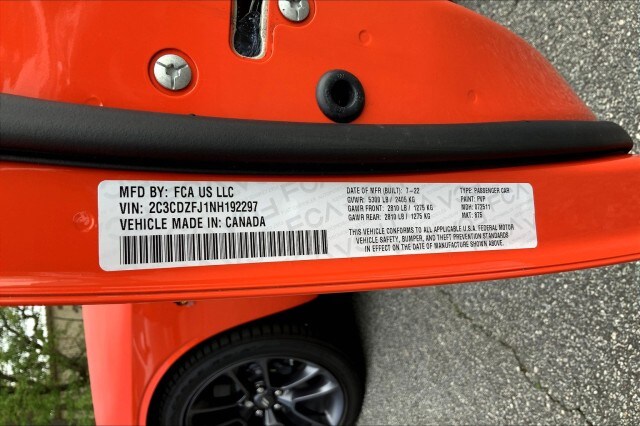 MFD BY: FCA US LLC
VIN: 2C3CDZFJ1NH192297
VEHICLE MADE IN: CANADA
DATE OF MFR (BUILT): 7-22
GVWR: 5300 LB / 2405 KG
GAWR FRONT: 2810 LB / 1275 KG
GAWR REAR: 2810 LB / 1275 KG
TYPE: PASSENGER CAR
PAINT: PVP
MDH: 072511
MAT: 975
THIS VEHICLE CONFORMS TO ALL APPLICABLE U.S.A. FEDERAL MOTOR
VEHICLE SAFETY, BUMPER, AND THEFT STANDARDS
IN EFFECT ON THE DATE OF MANUFACTURE SHOWN ABOVE.